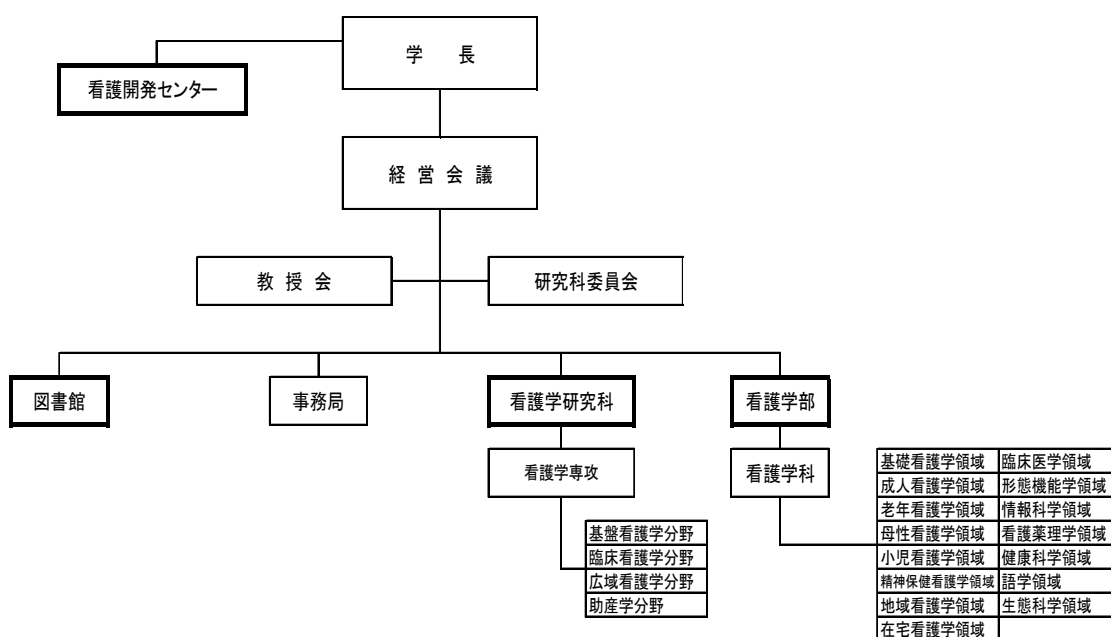 学 長
看護開発センター
経 営 会 議
教 授 会
研究科委員会
図書館
事務局
看護学研究科
看護学部
看護学専攻
看護学科
基盤看護学分野
臨床看護学分野
広域看護学分野
助産学分野
基礎看護学領域 臨床医学領域
成人看護学領域 形態機能学領域
老年看護学領域 情報科学領域
母性看護学領域 看護薬理学領域
小児看護学領域 健康科学領域
精神保健看護学領域 語学領域
地域看護学領域 生態科学領域
在宅看護学領域